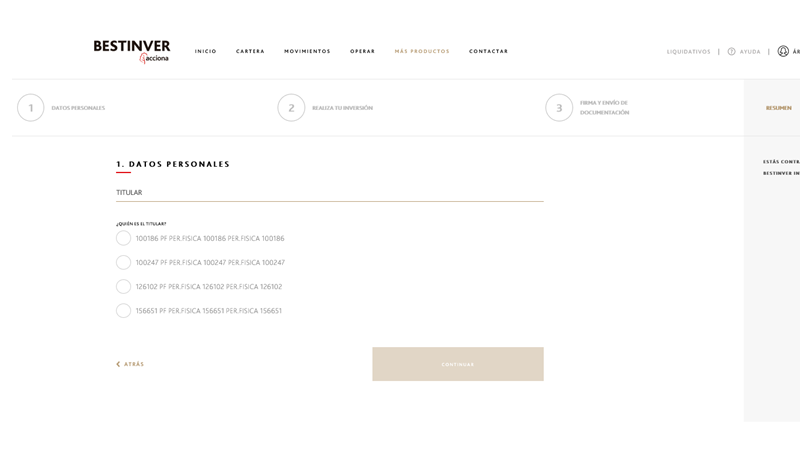 BESTINVER
acciona
INICIO CARTERA MOVIMIENTOS OPERAR MÁS PRODUCTOS CONTACTAR
LIQUIDATIVOS | ? AYUDA | ÁR
1 DATOS PERSONALES
2 REALIZA TU INVERSIÓN
3 FIRMA Y ENVÍO DE
DOCUMENTACIÓN
RESUMEN
ESTÁS CONTRA
BESTINVER IN
1. DATOS PERSONALES
TITULAR
¿QUIÉN ES EL TITULAR?
100186 PF PER.FISICA 100186 PER.FISICA 100186
100247 PF PER.FISICA 100247 PER.FISICA 100247
126102 PF PER.FISICA 126102 PER.FISICA 126102
156651 PF PER.FISICA 156651 PER.FISICA 156651
ATRÁS
CONTINUAR